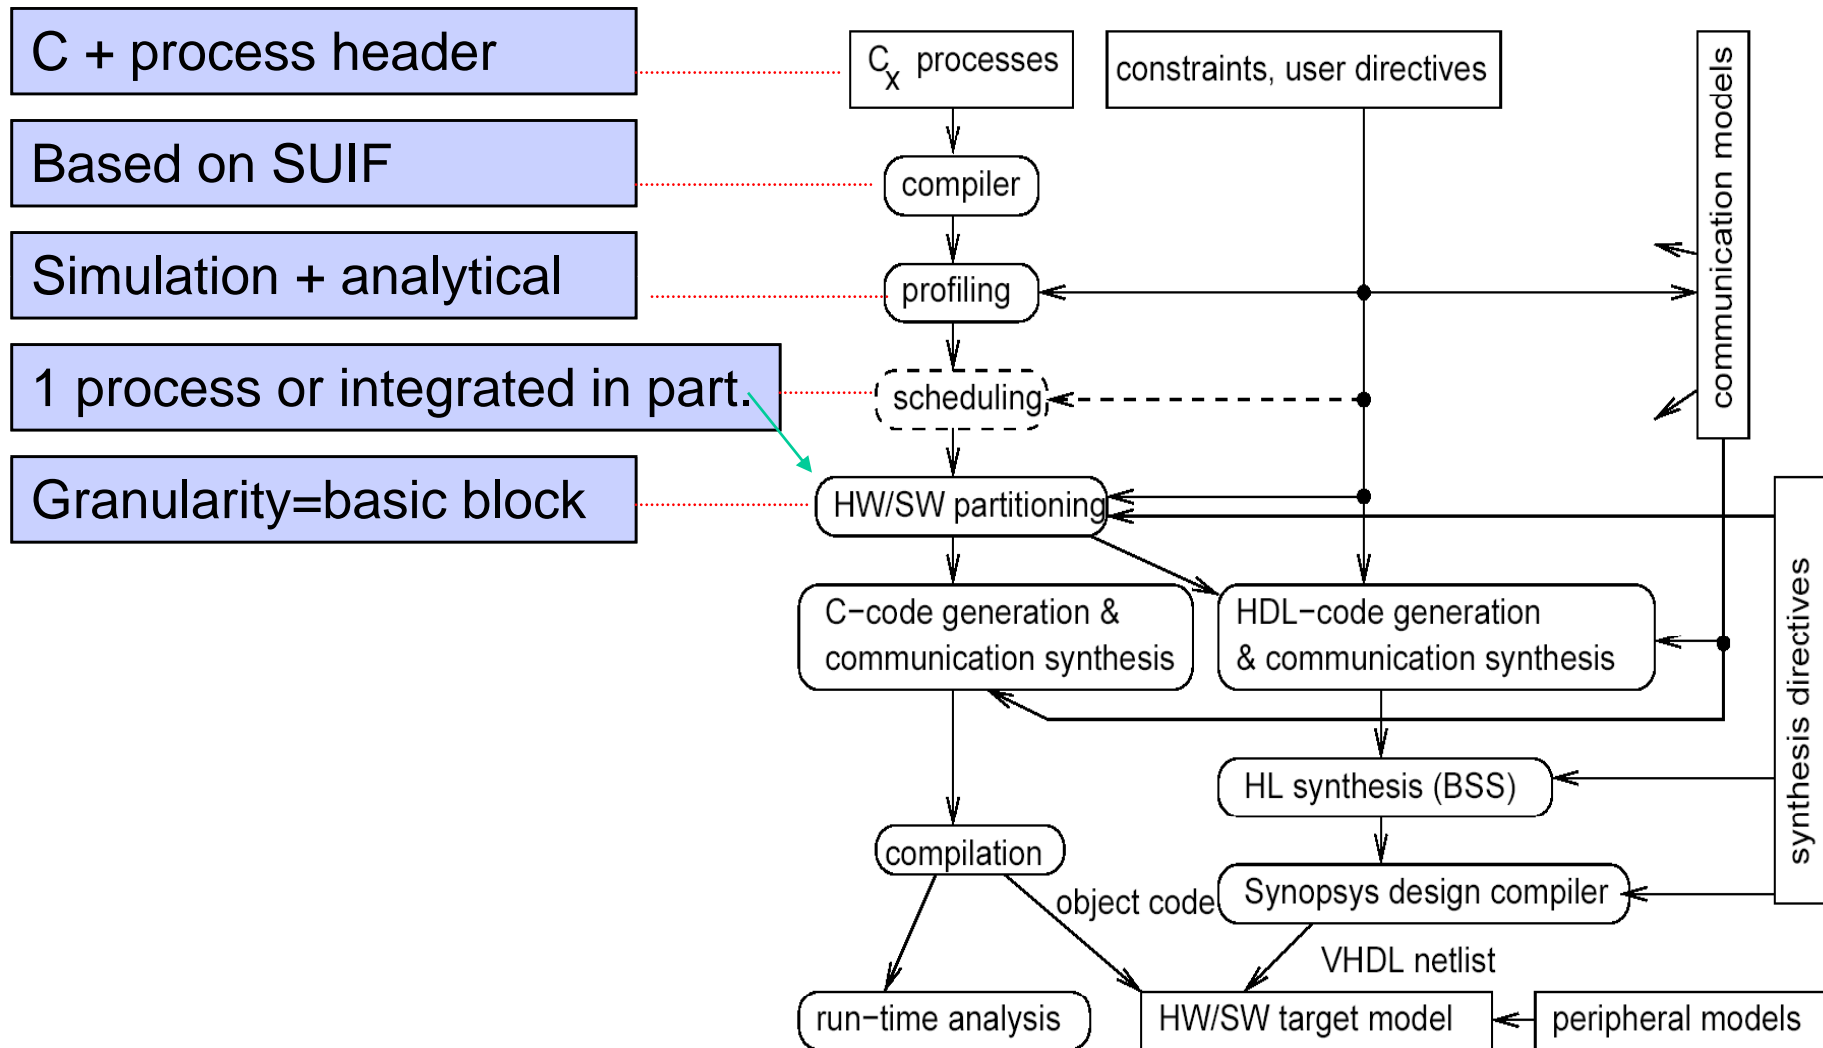 C + process header
Based on SUIF
Simulation + analytical
1 process or integrated in part.
Granularity=basic block
Cx processes
constraints, user directives
communication models
compiler
profiling
scheduling
HW/SW partitioning
C−code generation &
communication synthesis
HDL−code generation
& communication synthesis
synthesis directives
HL synthesis (BSS)
compilation
object code
Synopsys design compiler
VHDL netlist
run−time analysis
HW/SW target model
peripheral models